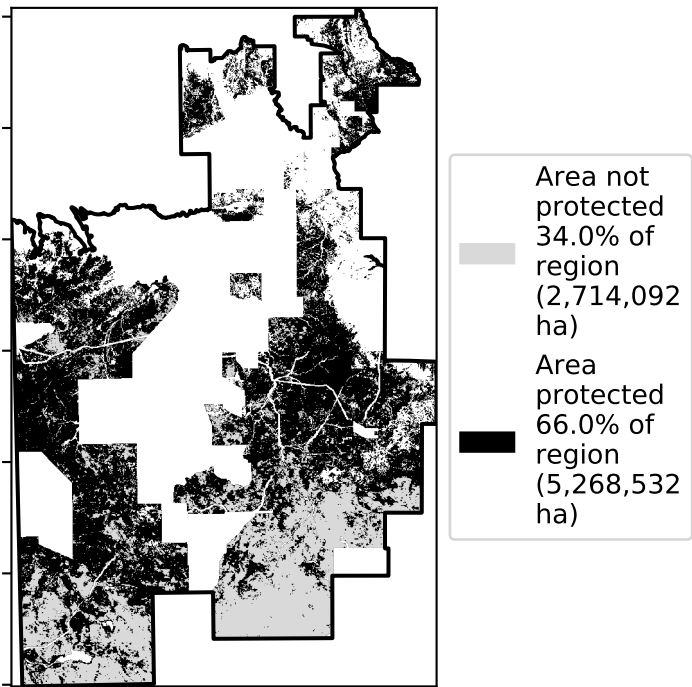 Area not
protected
34.0% of
region
(2,714,092
ha)
Area
protected
66.0% of
region
(5,268,532
ha)